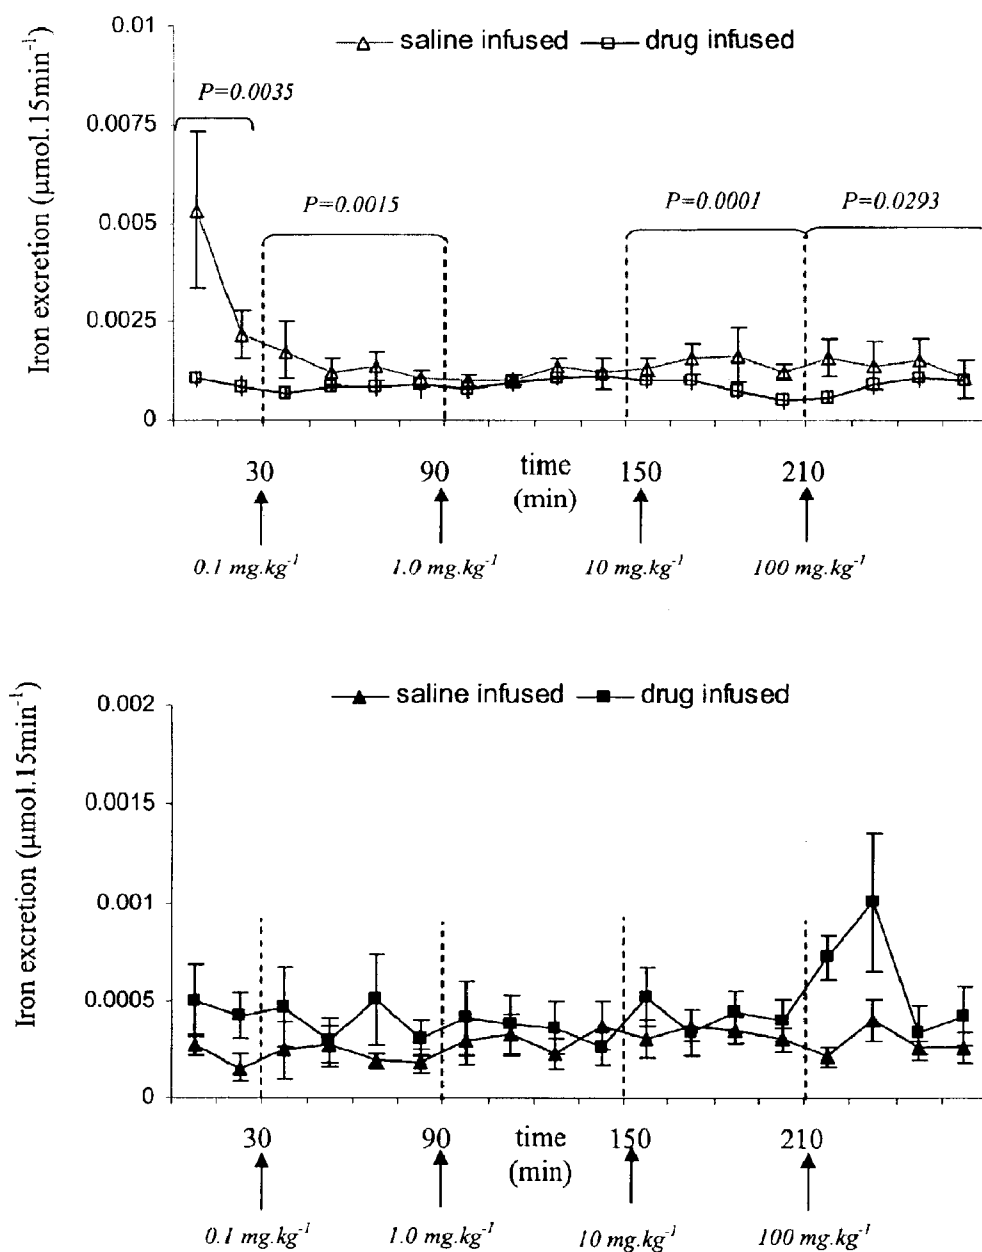 Iron excretion (μmol.15min⁻¹)
0.01
0.0075
0.005
0.0025
0
saline infused drug infused
P=0.0035
P=0.0015
P=0.0001
P=0.0293
30 90 time 150 210
(min)
0.1 mg.kg⁻¹ 1.0 mg.kg⁻¹ 10 mg.kg⁻¹ 100 mg.kg⁻¹
Iron excretion (μmol.15min⁻¹)
0.002
0.0015
0.001
0.0005
0
saline infused drug infused
30 90 time 150 210
(min)
0.1 mg.kg⁻¹ 1.0 mg.kg⁻¹ 10 mg.kg⁻¹ 100 mg.kg⁻¹